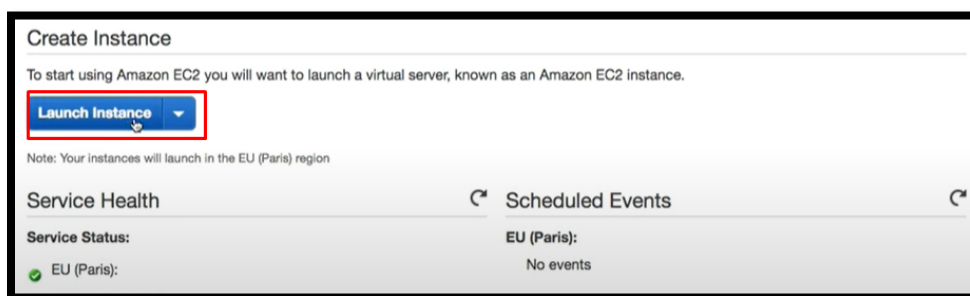 Create Instance
To start using Amazon EC2 you will want to launch a virtual server, known as an Amazon EC2 instance.
Launch Instance
Note: Your instances will launch in the EU (Paris) region
Service Health
Scheduled Events
Service Status:
EU (Paris):
EU (Paris):
No events